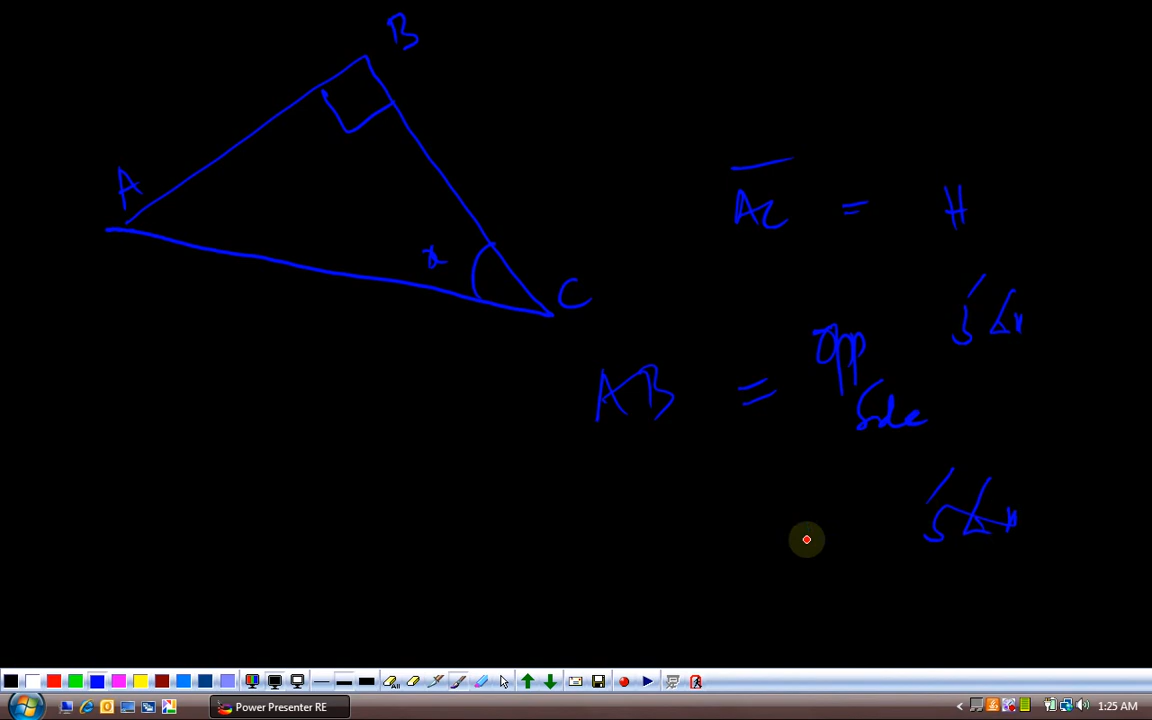 B
A
x
C
AC = H
AB = opp
Side
Power Presenter RE
1:25 AM